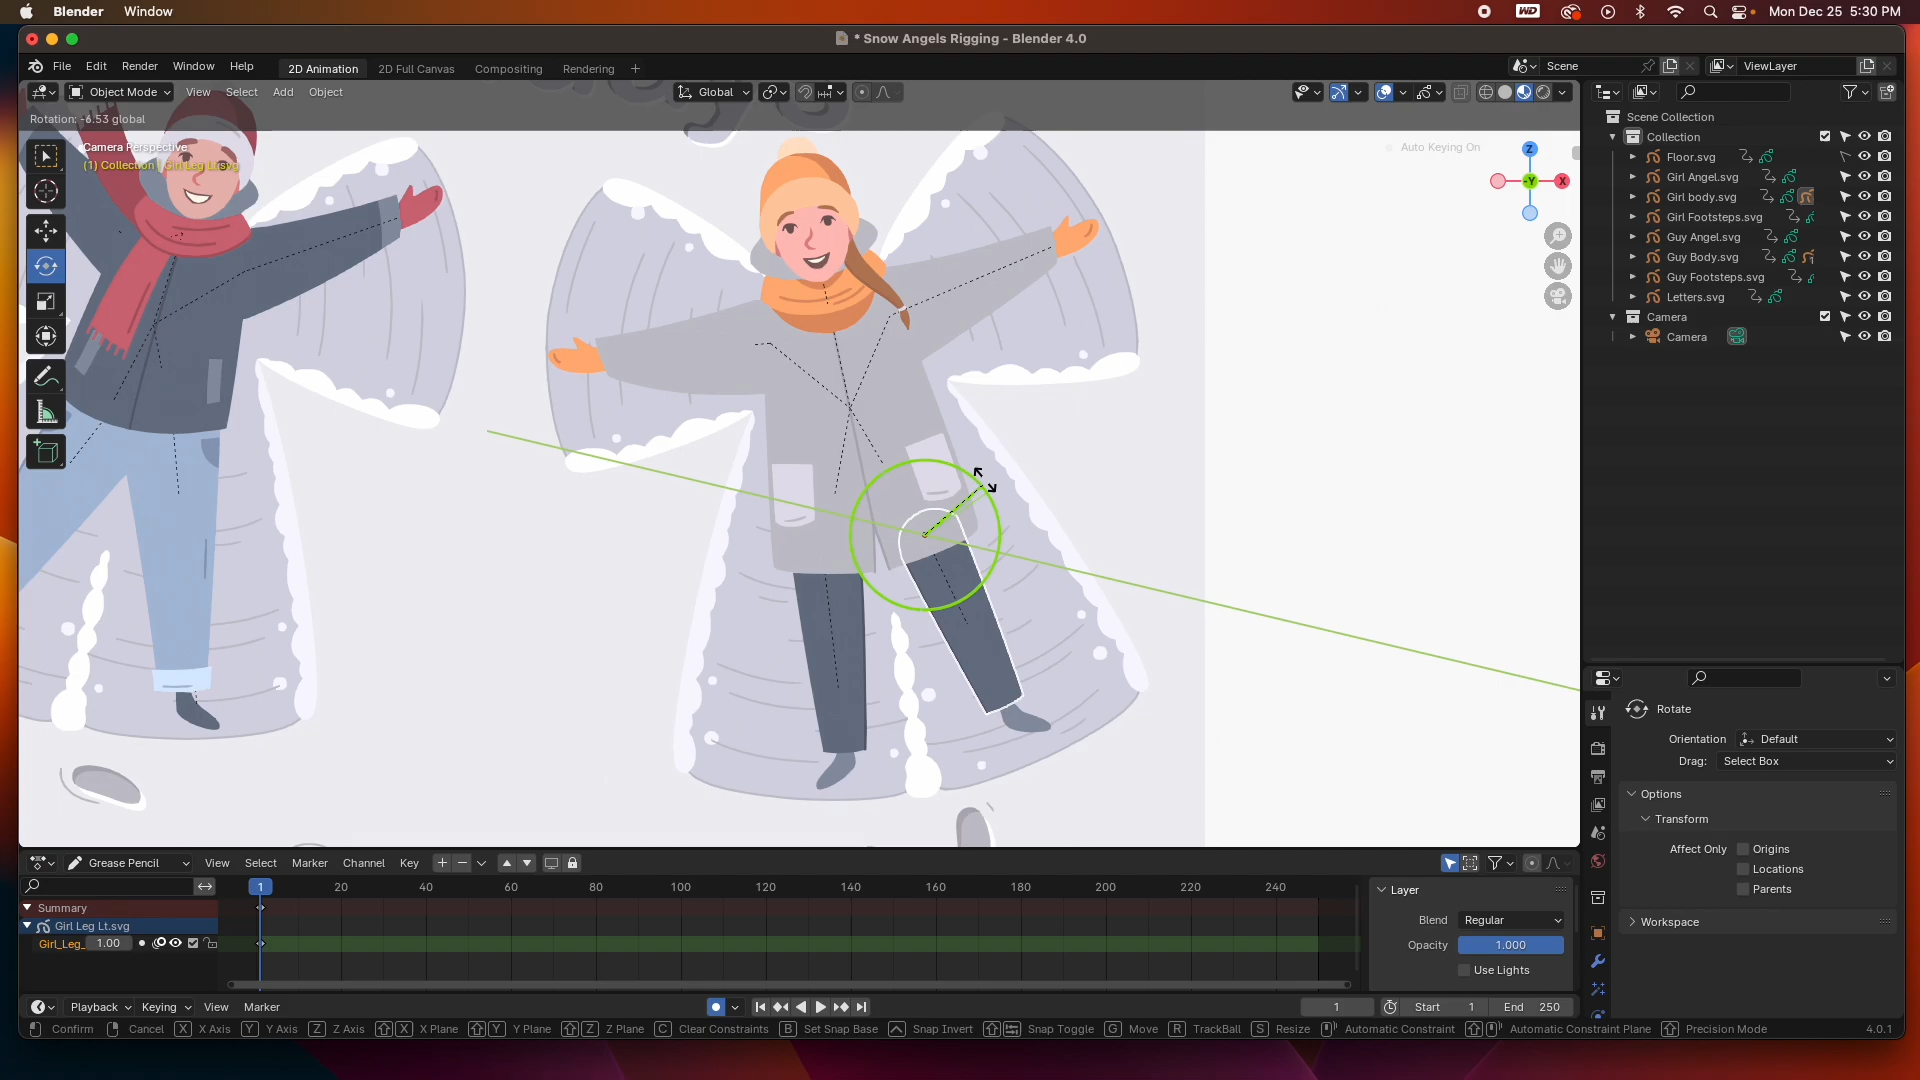 Blender Window WD Mon Dec 25 5:30 PM
* Snow Angels Rigging - Blender 4.0
File Edit Render Window Help 2D Animation 2D Full Canvas Compositing Rendering + Scene ViewLayer
Object Mode View Select Add Object Global
Rotation: -6.53 global
Camera Perspective
(1) Collection | Girl Leg Lt.svg
Auto Keying On
Z
-Y
X
Scene Collection
Collection
Floor.svg
Girl Angel.svg
Girl body.svg
Girl Footsteps.svg
Guy Angel.svg
Guy Body.svg
Guy Footsteps.svg
Letters.svg
Camera
Camera
Rotate
Orientation Default
Drag: Select Box
Options
Transform
Affect Only Origins
Locations
Parents
Workspace
Grease Pencil View Select Marker Channel Key
1 20 40 60 80 100 120 140 160 180 200 220 240
Summary
Girl Leg Lt.svg
Girl_Leg_ 1.00
Layer
Blend Regular
Opacity 1.000
Use Lights
Playback Keying View Marker 1 Start 1 End 250
Confirm Cancel X X Axis Y Y Axis Z Z Axis X X Plane Y Y Plane Z Z Plane C Clear Constraints B Set Snap Base Snap Invert Snap Toggle G Move R TrackBall S Resize Automatic Constraint Automatic Constraint Plane Precision Mode 4.0.1